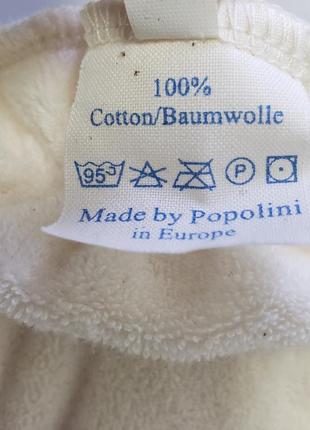 100%
Cotton/Baumwolle
95° P
Made by Popolini
in Europe